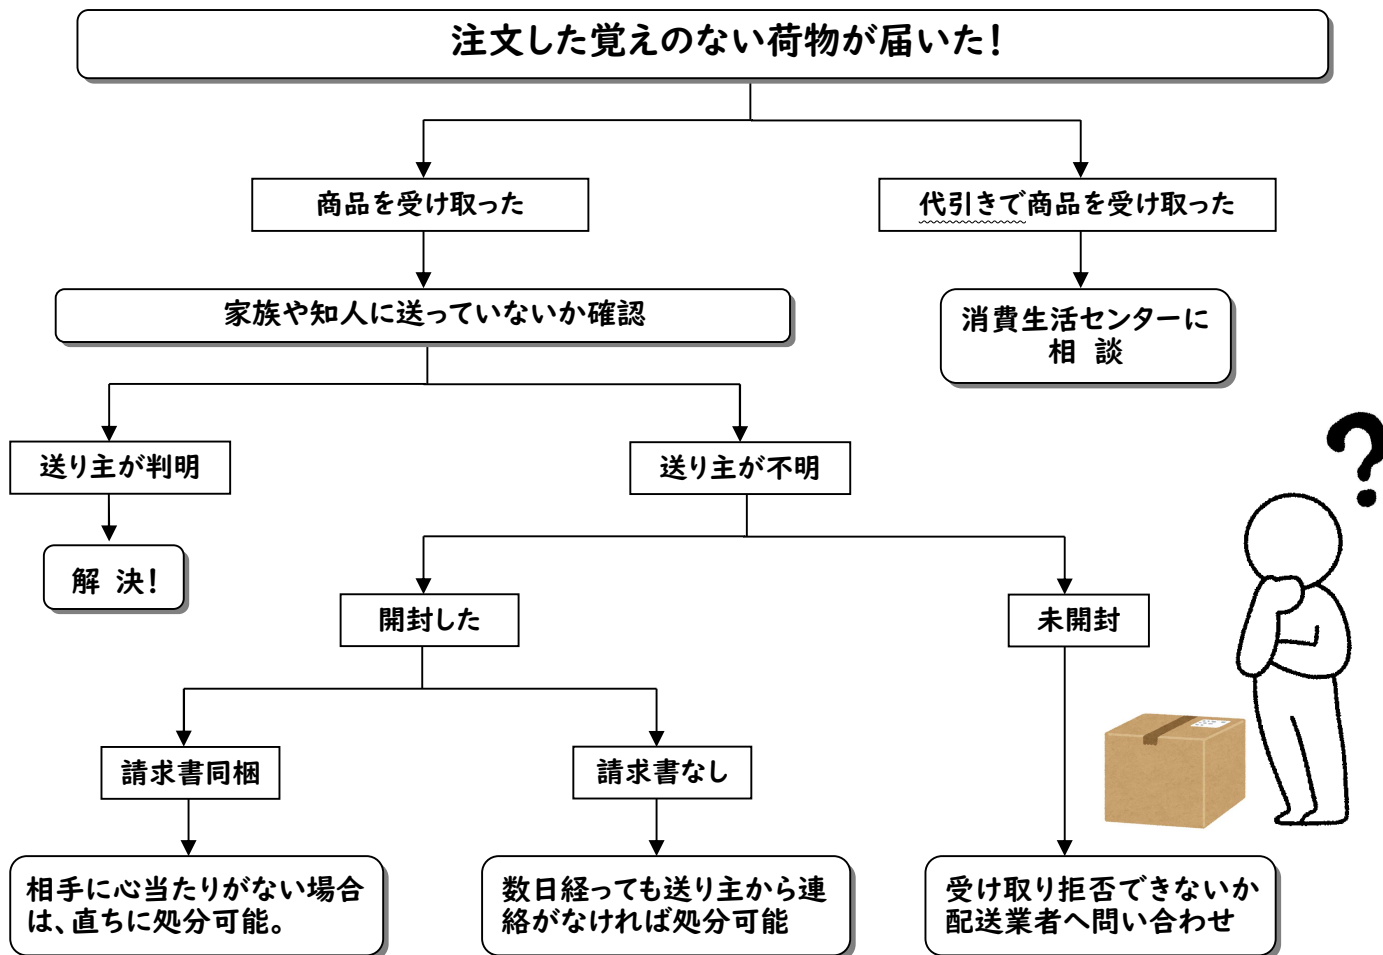 注文した覚えのない荷物が届いた!
商品を受け取った
代引きで商品を受け取った
家族や知人に送っていないか確認
消費生活センターに
相 談
送り主が判明
送り主が不明
解 決!
開封した
未開封
請求書同梱
請求書なし
相手に心当たりがない場合
は、直ちに処分可能。
数日経っても送り主から連
絡がなければ処分可能
受け取り拒否できないか
配送業者へ問い合わせ
?